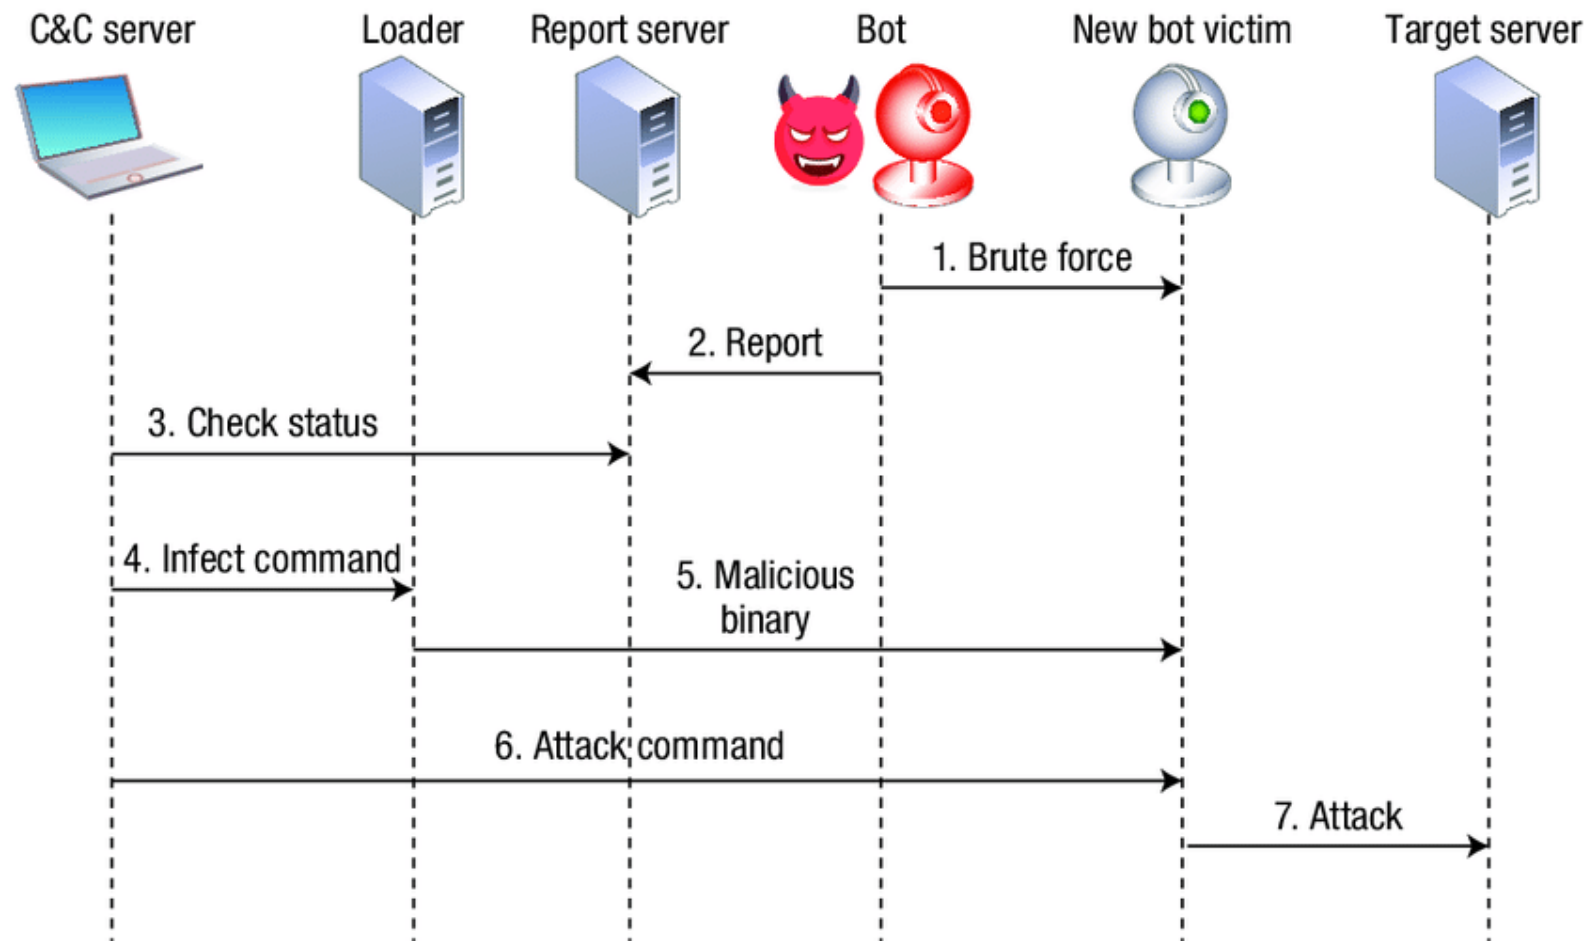 C&C server
Loader
Report server
Bot
New bot victim
Target server
1. Brute force
2. Report
3. Check status
4. Infect command
5. Malicious
binary
6. Attack command
7. Attack